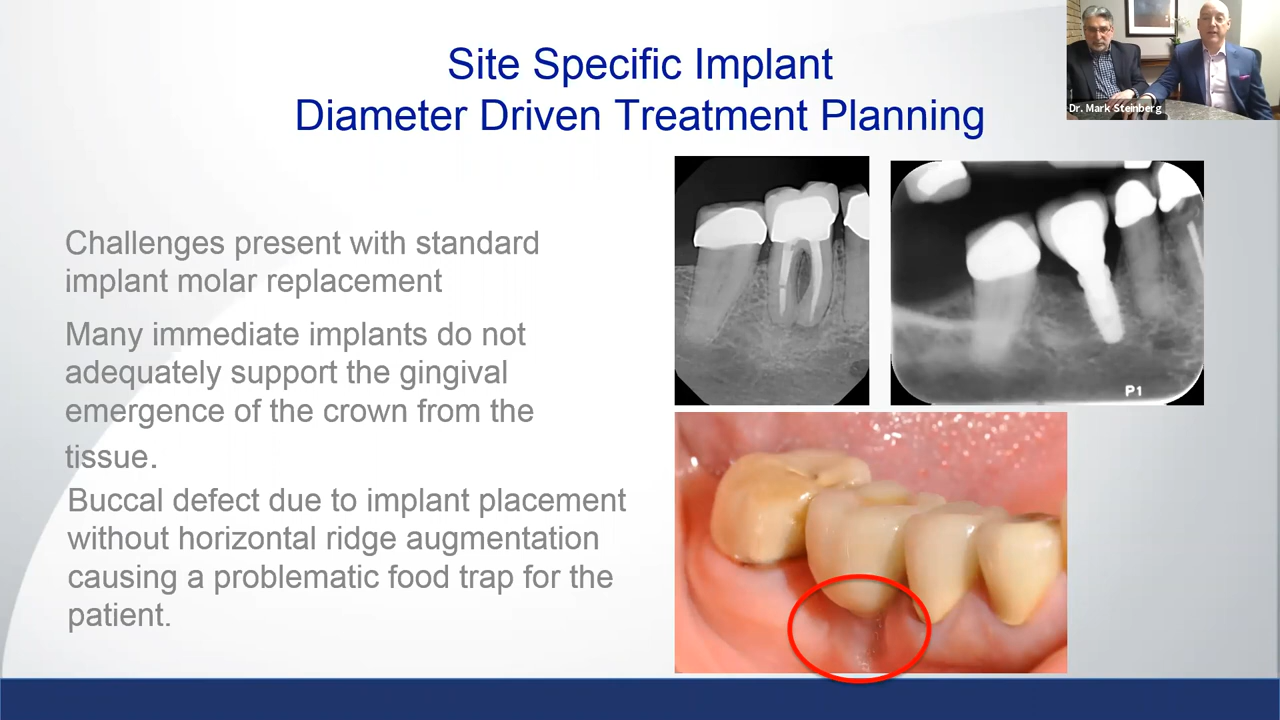 Site Specific Implant
Diameter Driven Treatment Planning
Dr. Mark Steinberg
Challenges present with standard
implant molar replacement
Many immediate implants do not
adequately support the gingival
emergence of the crown from the
tissue.
Buccal defect due to implant placement
without horizontal ridge augmentation
causing a problematic food trap for the
patient.
P1